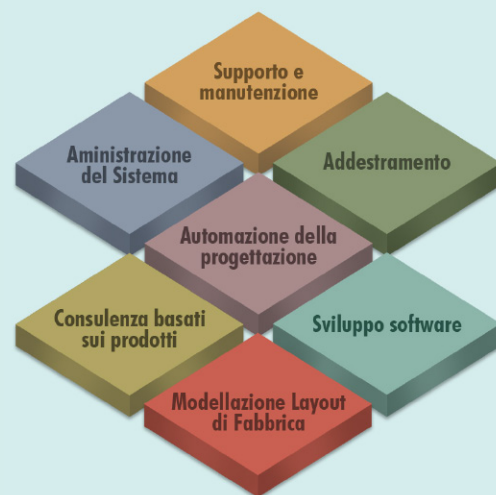 Supporto e
manutenzione
Aministrazione
del Sistema
Addestramento
Automazione della
progettazione
Consulenza basati
sui prodotti
Sviluppo software
Modellazione Layout
di Fabbrica